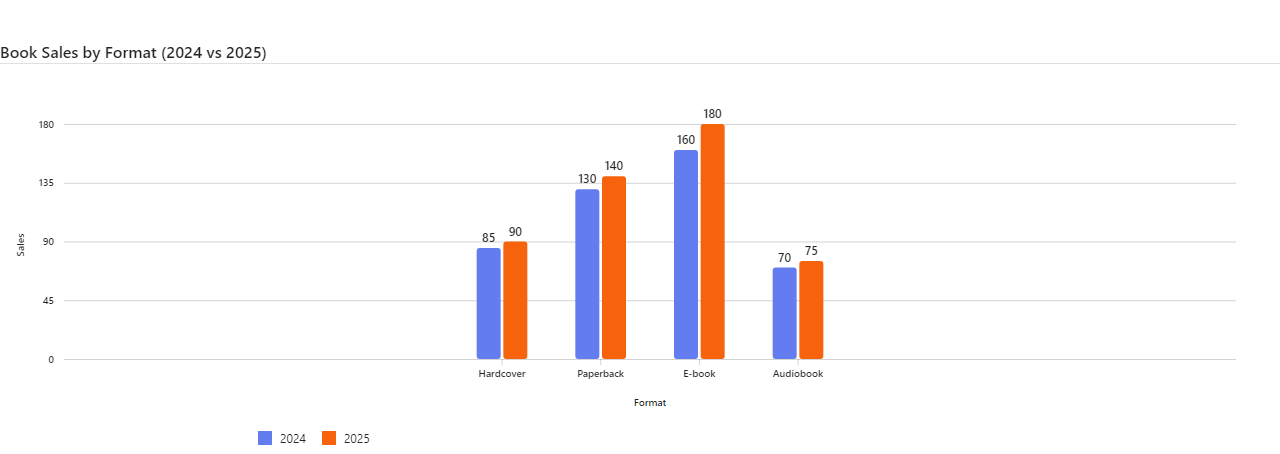 Book Sales by Format (2024 vs 2025)
180
135
90
45
0
Sales
85 90
130 140
160 180
70 75
Hardcover Paperback E-book Audiobook
Format
2024 2025